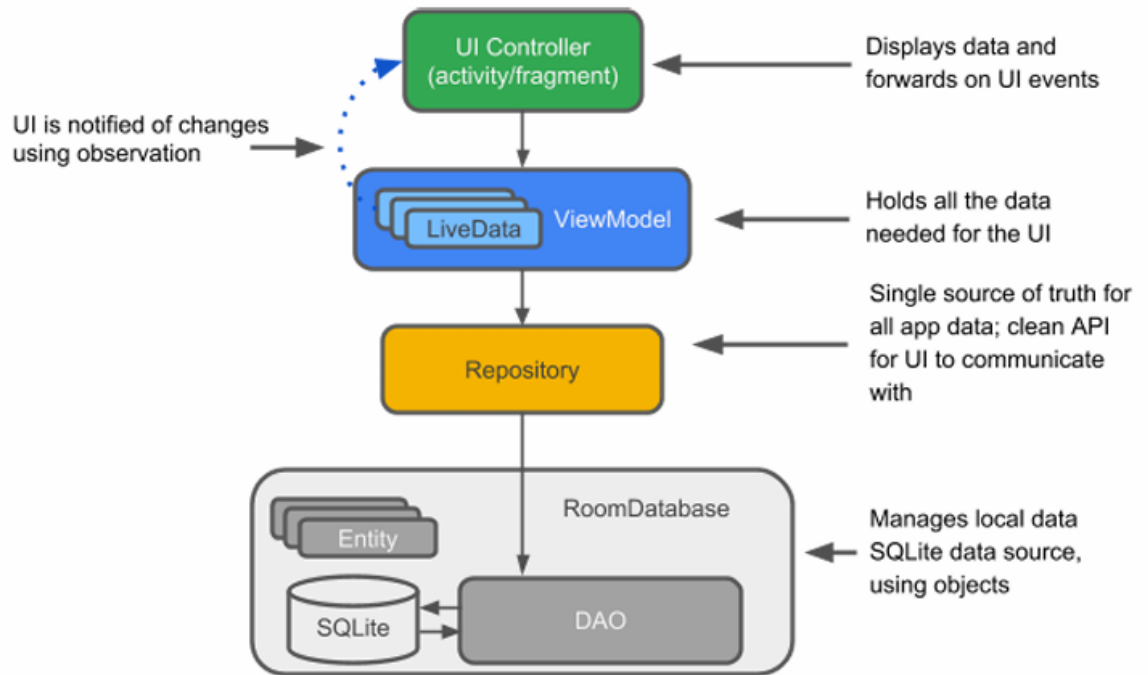 UI Controller
(activity/fragment)
Displays data and
forwards on UI events
UI is notified of changes
using observation
LiveData
ViewModel
Holds all the data
needed for the UI
Single source of truth for
all app data; clean API
for UI to communicate
with
Repository
RoomDatabase
Entity
SQLite
DAO
Manages local data
SQLite data source,
using objects